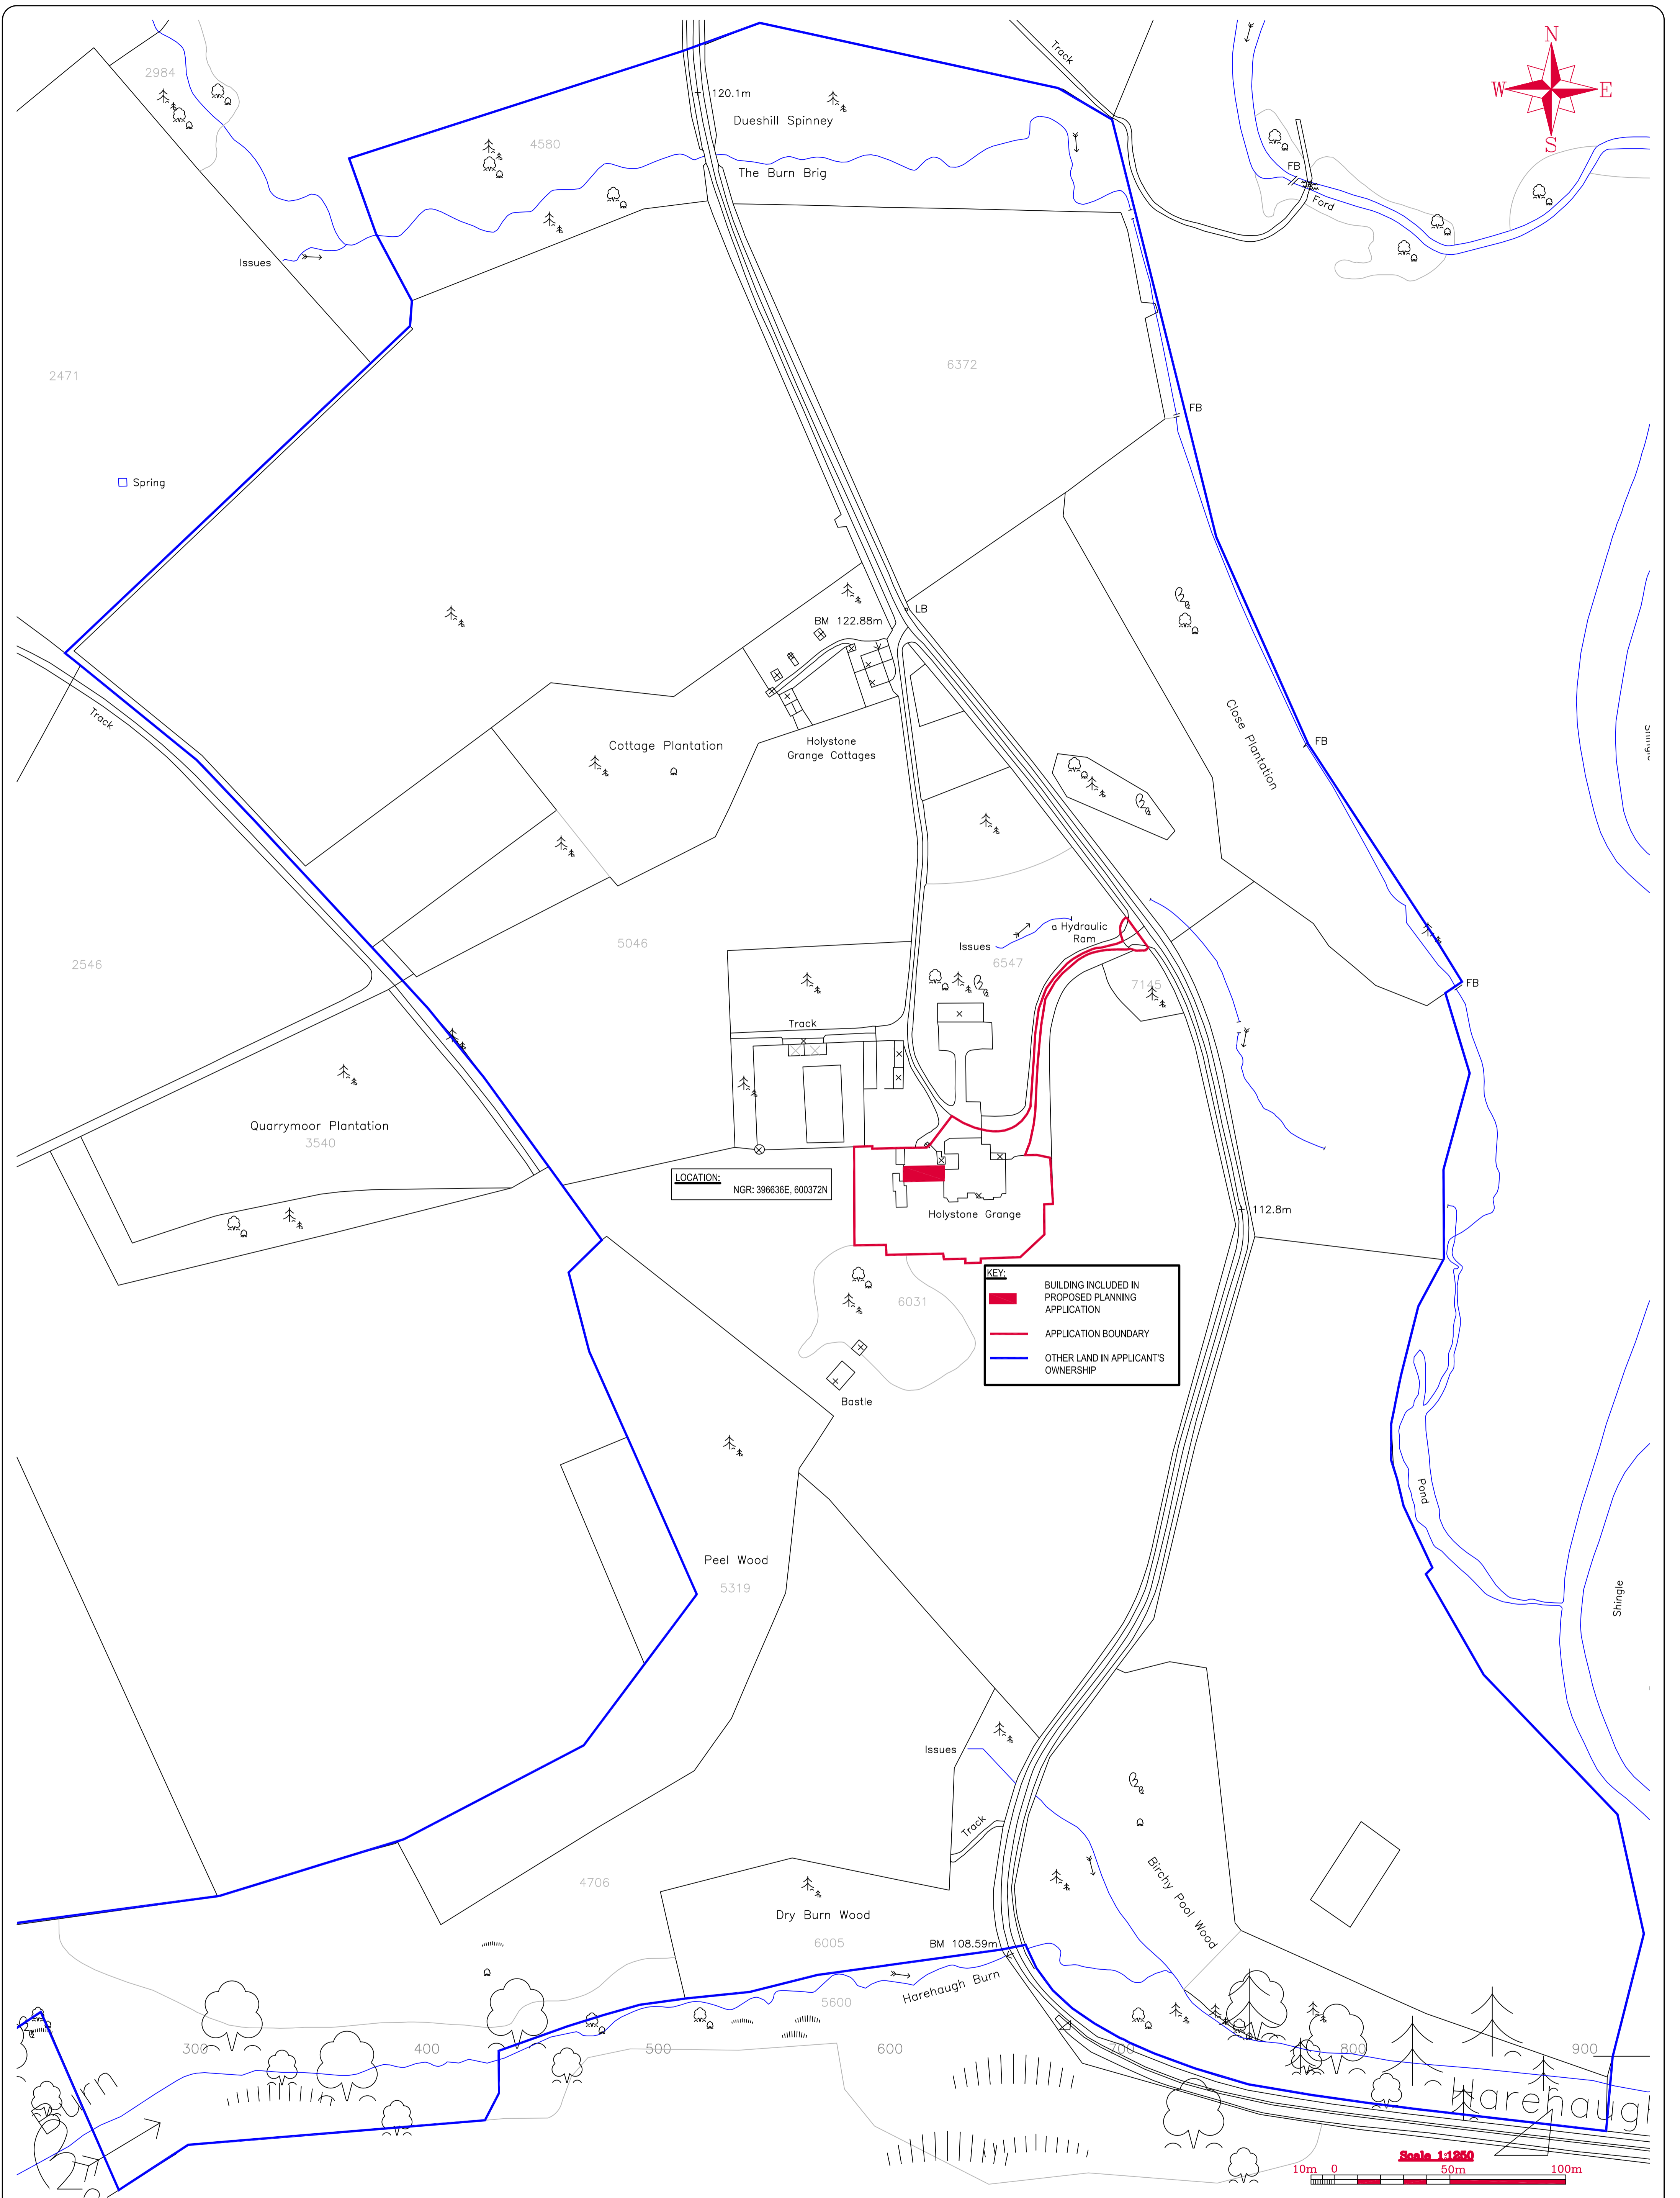 N
W E
S
Track
2984
120.1m
Dueshill Spinney
4580
The Burn Brig
FB
Ford
Issues
6372
2471
FB
Spring
LB
BM 122.88m
Track
Close Plantation
Cottage Plantation
Holystone
Grange Cottages
FB
Hydraulic
Ram
Issues
5046
2546
6547
7145
FB
Track
Quarrymoor Plantation
3540
LOCATION:
NGR: 396636E, 600372N
Holystone Grange
112.8m
KEY:
BUILDING INCLUDED IN
PROPOSED PLANNING
APPLICATION
APPLICATION BOUNDARY
OTHER LAND IN APPLICANT'S
OWNERSHIP
6031
Bastle
Pond
Peel Wood
5319
Shingle
Issues
Track
Birchy Pool Wood
4706
Dry Burn Wood
6005
BM 108.59m
Harehaugh Burn
5600
300 400 500 600 700 800 900
Scale 1:1250
10m 0 50m 100m